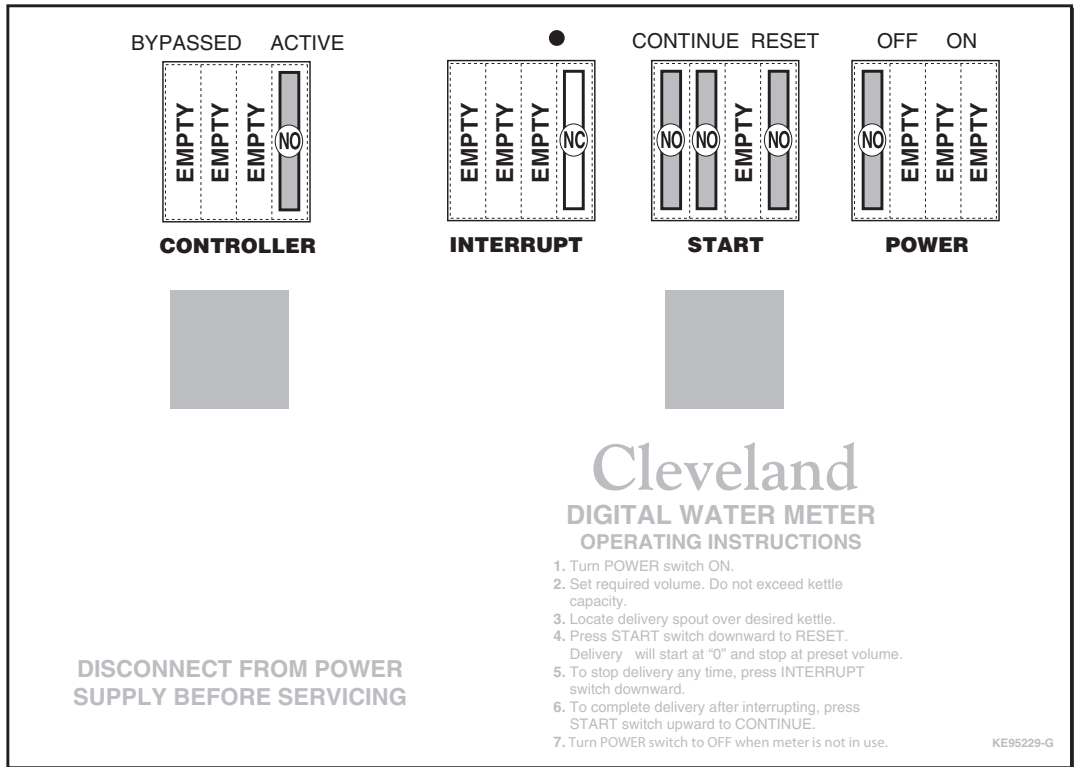 BYPASSED ACTIVE ● CONTINUE RESET OFF ON
EMPTY EMPTY EMPTY NO
EMPTY EMPTY EMPTY NC
NO NO EMPTY NO
NO EMPTY EMPTY EMPTY
CONTROLLER INTERRUPT START POWER
Cleveland
DIGITAL WATER METER
OPERATING INSTRUCTIONS
1. Turn POWER switch ON.
2. Set required volume. Do not exceed kettle
capacity.
3. Locate delivery spout over desired kettle.
4. Press START switch downward to RESET.
Delivery will start at “0” and stop at preset volume.
5. To stop delivery any time, press INTERRUPT
switch downward.
6. To complete delivery after interrupting, press
START switch upward to CONTINUE.
7. Turn POWER switch to OFF when meter is not in use.
DISCONNECT FROM POWER
SUPPLY BEFORE SERVICING
KE95229-G